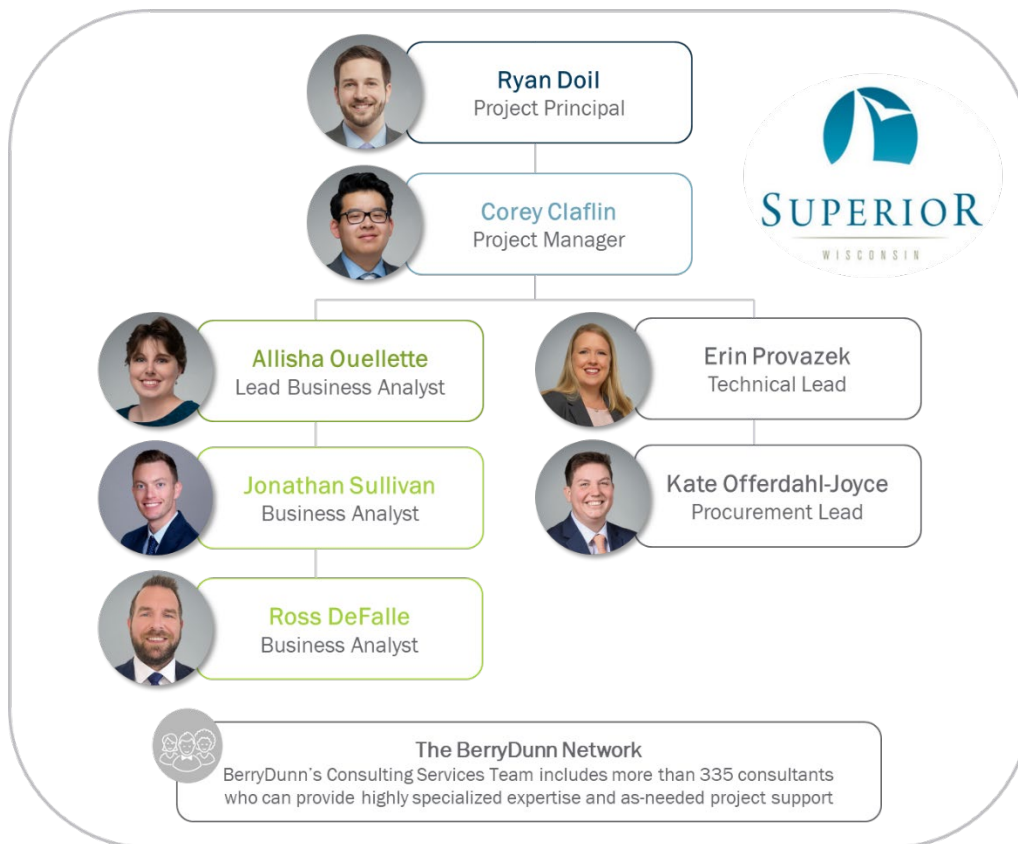 Ryan Doil
Project Principal
SUPERIOR
WISCONSIN
Corey Claflin
Project Manager
Allisha Ouellette
Lead Business Analyst
Erin Provazek
Technical Lead
Jonathan Sullivan
Business Analyst
Kate Offerdahl-Joyce
Procurement Lead
Ross DeFalle
Business Analyst
The BerryDunn Network
BerryDunn's Consulting Services Team includes more than 335 consultants
who can provide highly specialized expertise and as-needed project support